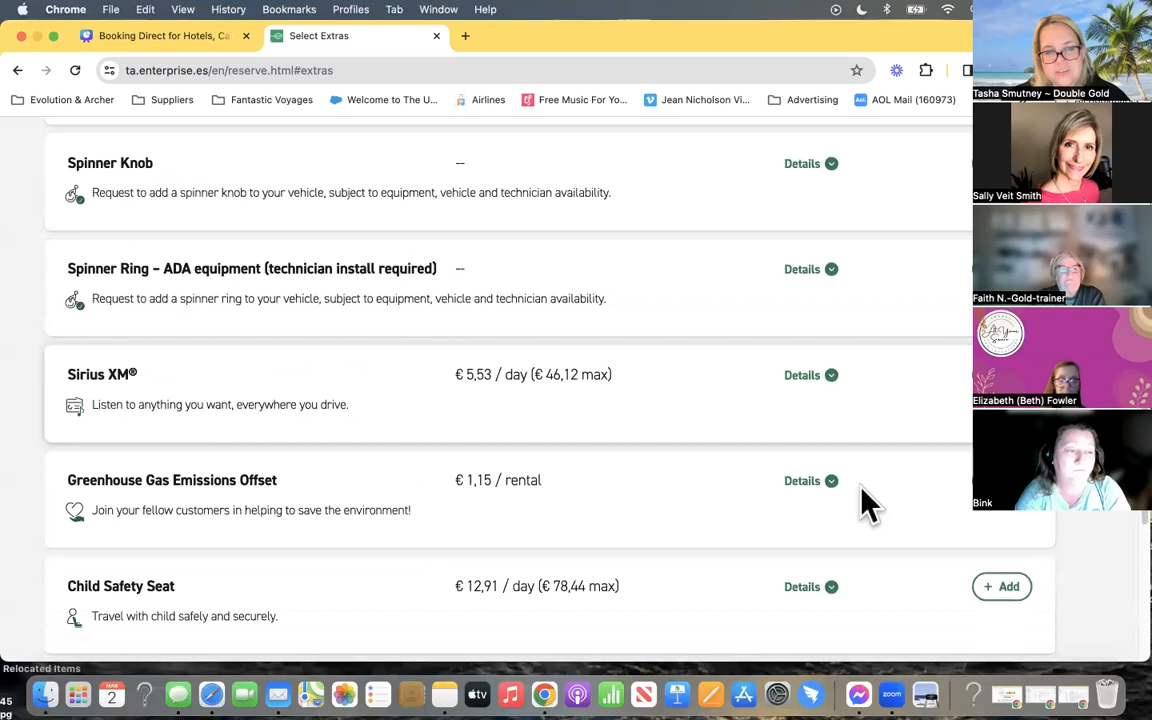 Chrome File Edit View History Bookmarks Profiles Tab Window Help
Booking Direct for Hotels, Ca
Select Extras
ta.enterprise.es/en/reserve.html#extras
Evolution & Archer
Suppliers
Fantastic Voyages
Welcome to The U...
Airlines
Free Music For Yo...
Jean Nicholson Vi...
Advertising
AOL Mail (160973)
Spinner Knob -- Details
Request to add a spinner knob to your vehicle, subject to equipment, vehicle and technician availability.
Spinner Ring – ADA equipment (technician install required) -- Details
Request to add a spinner ring to your vehicle, subject to equipment, vehicle and technician availability.
Sirius XM® € 5,53 / day (€ 46,12 max) Details
Listen to anything you want, everywhere you drive.
Greenhouse Gas Emissions Offset € 1,15 / rental Details
Join your fellow customers in helping to save the environment!
Child Safety Seat € 12,91 / day (€ 78,44 max) Details + Add
Travel with child safely and securely.
Tasha Smutney ~ Double Gold
Sally Veit Smith
Faith N.-Gold-trainer
At Your
Elizabeth (Beth) Fowler
Bink
Relocated Items
45
pg
MAR
2
tv
zoom